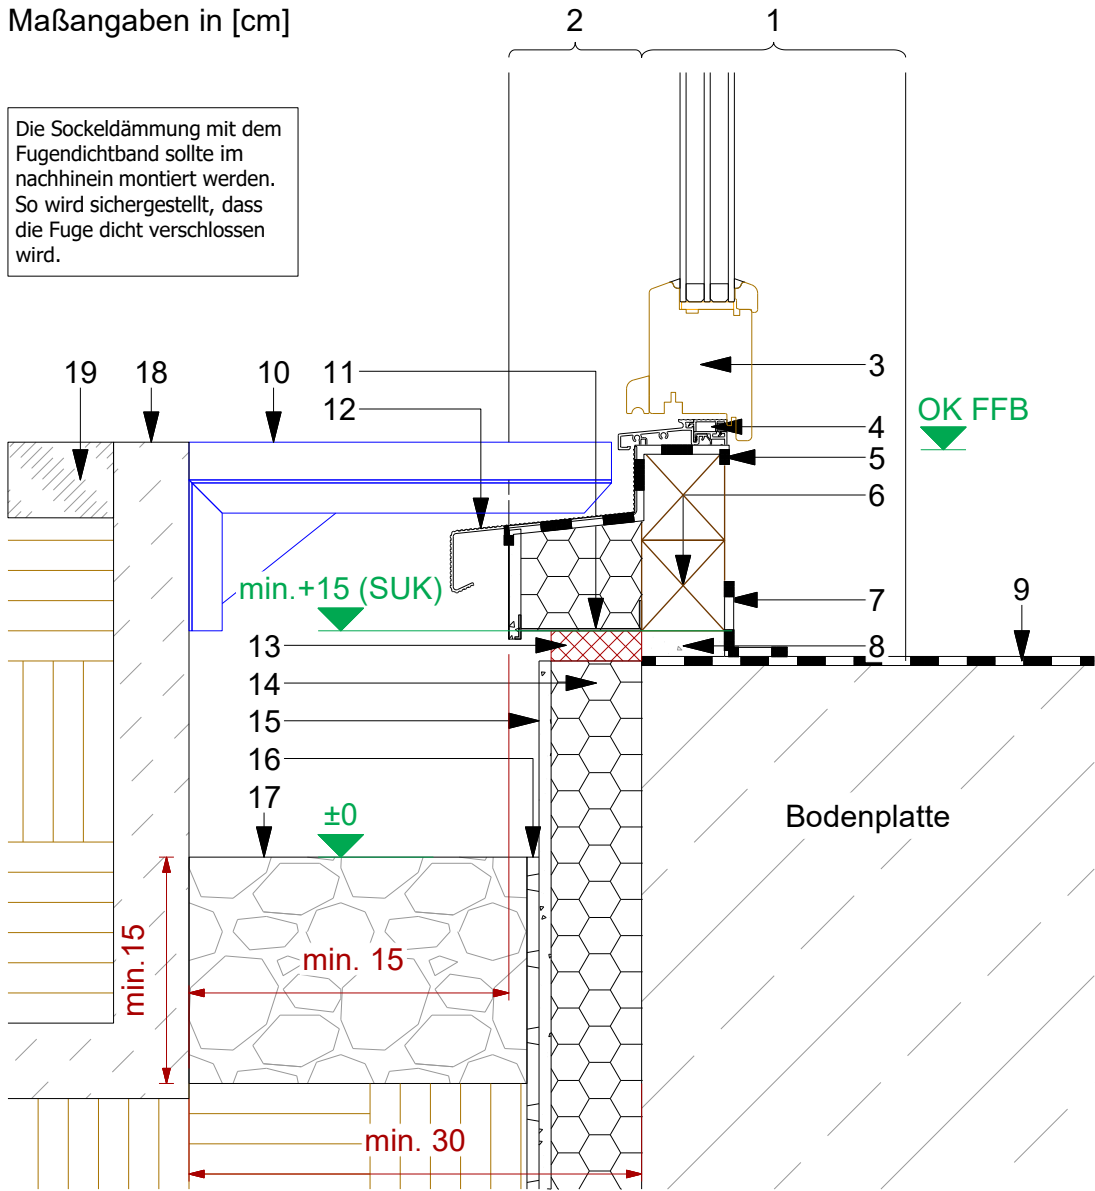 Maßangaben in [cm]
2
1
Die Sockeldämmung mit dem
Fugendichtband sollte im
nachhinein montiert werden.
So wird sichergestellt, dass
die Fuge dicht verschlossen
wird.
3
19
18
10
11
12
OK FFB
4
5
6
min.+15 (SUK)
7
9
13
8
14
15
16
17
±0
Bodenplatte
min.15
min. 15
min. 30